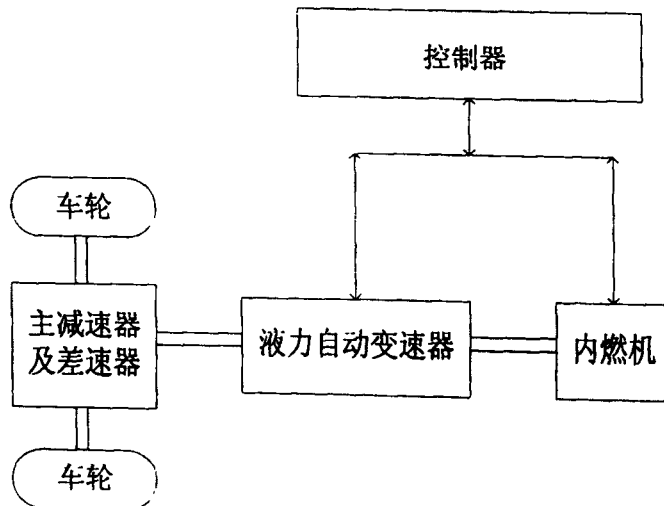 控制器
车轮
主减速器
及差速器
液力自动变速器
内燃机
车轮